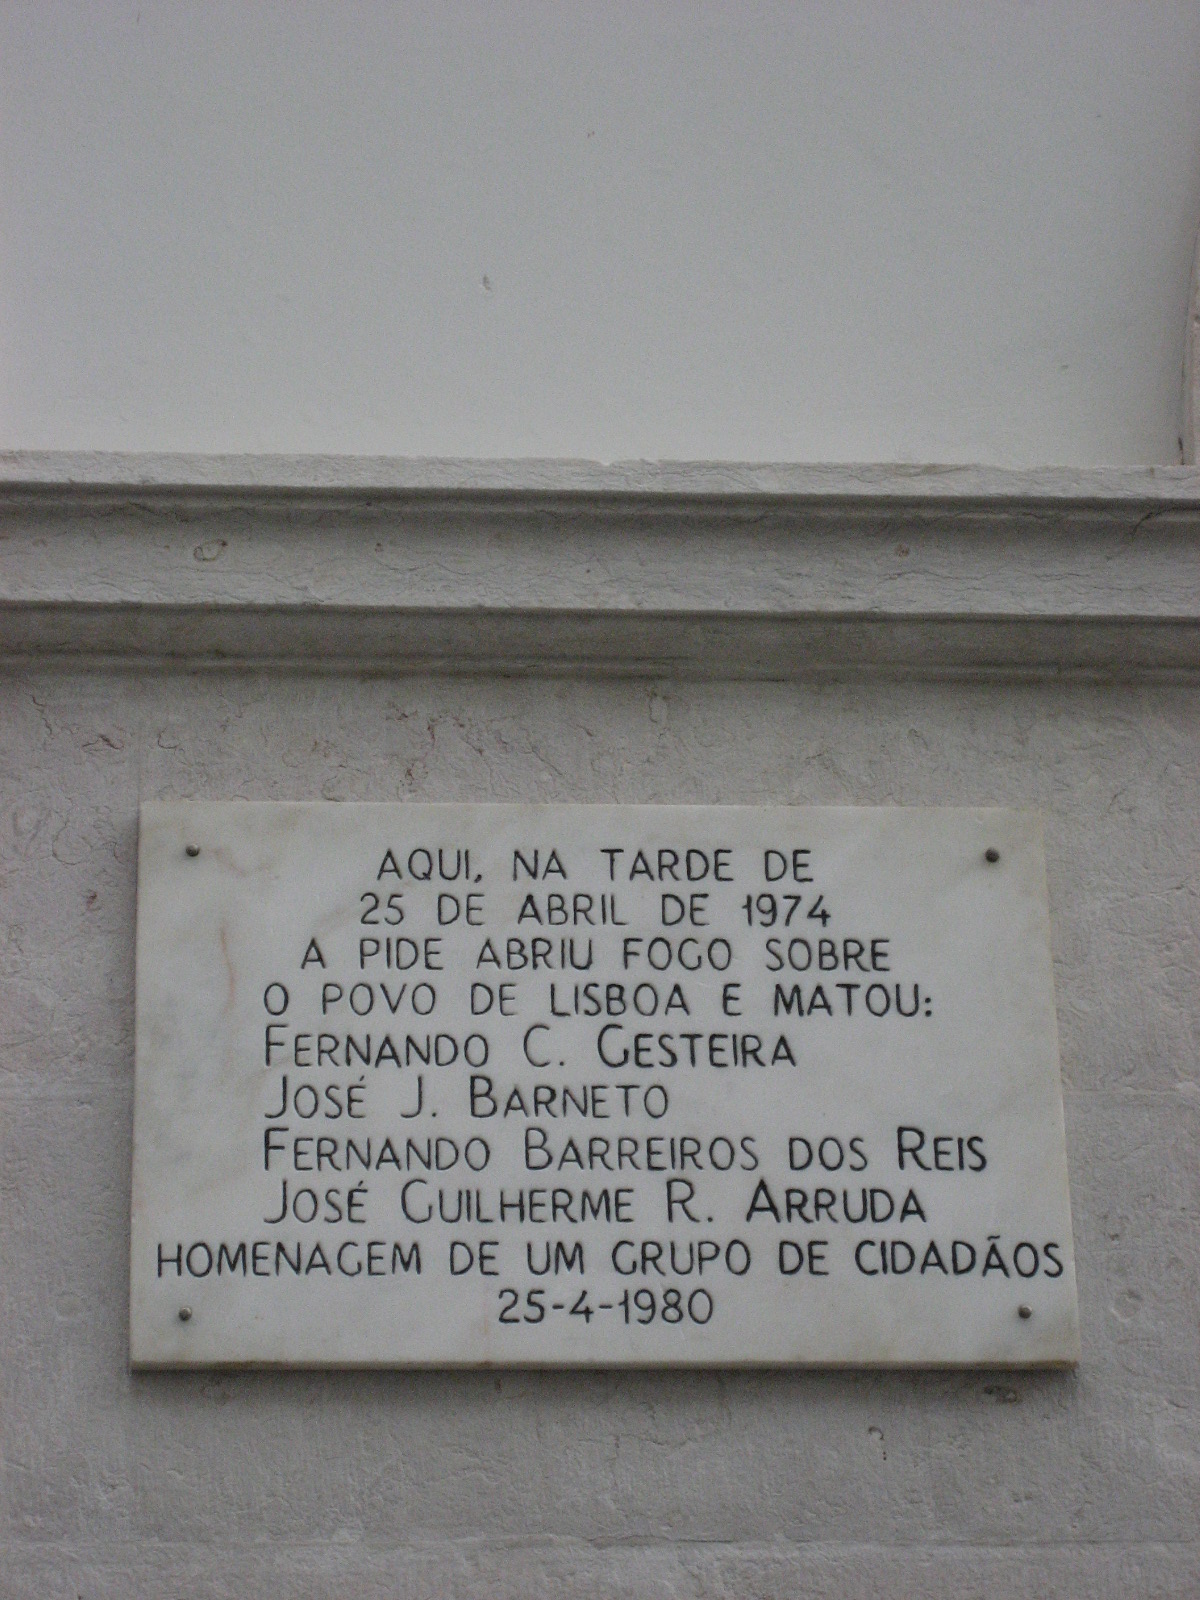 AQUI, NA TARDE DE
25 DE ABRIL DE 1974
A PIDE ABRIU FOGO SOBRE
O POVO DE LISBOA E MATOU:
FERNANDO C. GESTEIRA
JOSÉ J. BARNETO
FERNANDO BARREIROS DOS REIS
JOSÉ GUILHERME R. ARRUDA
HOMENAGEM DE UM GRUPO DE CIDADÃOS
25-4-1980